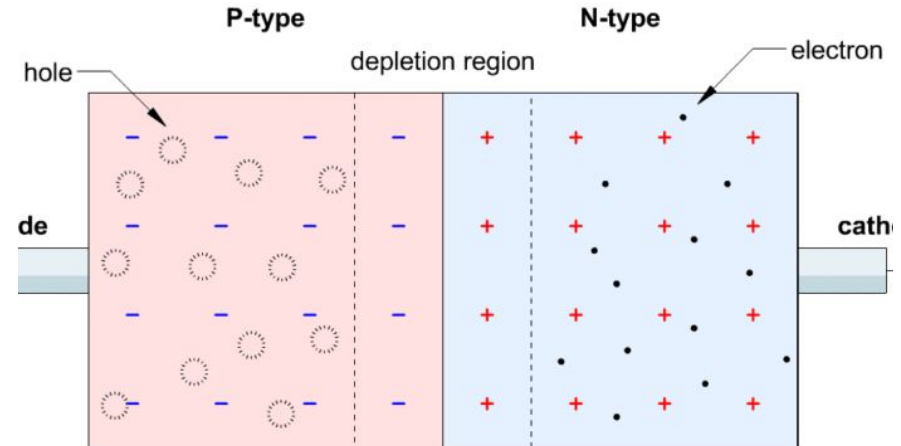 P-type
N-type
depletion region
electron
hole
de
cath